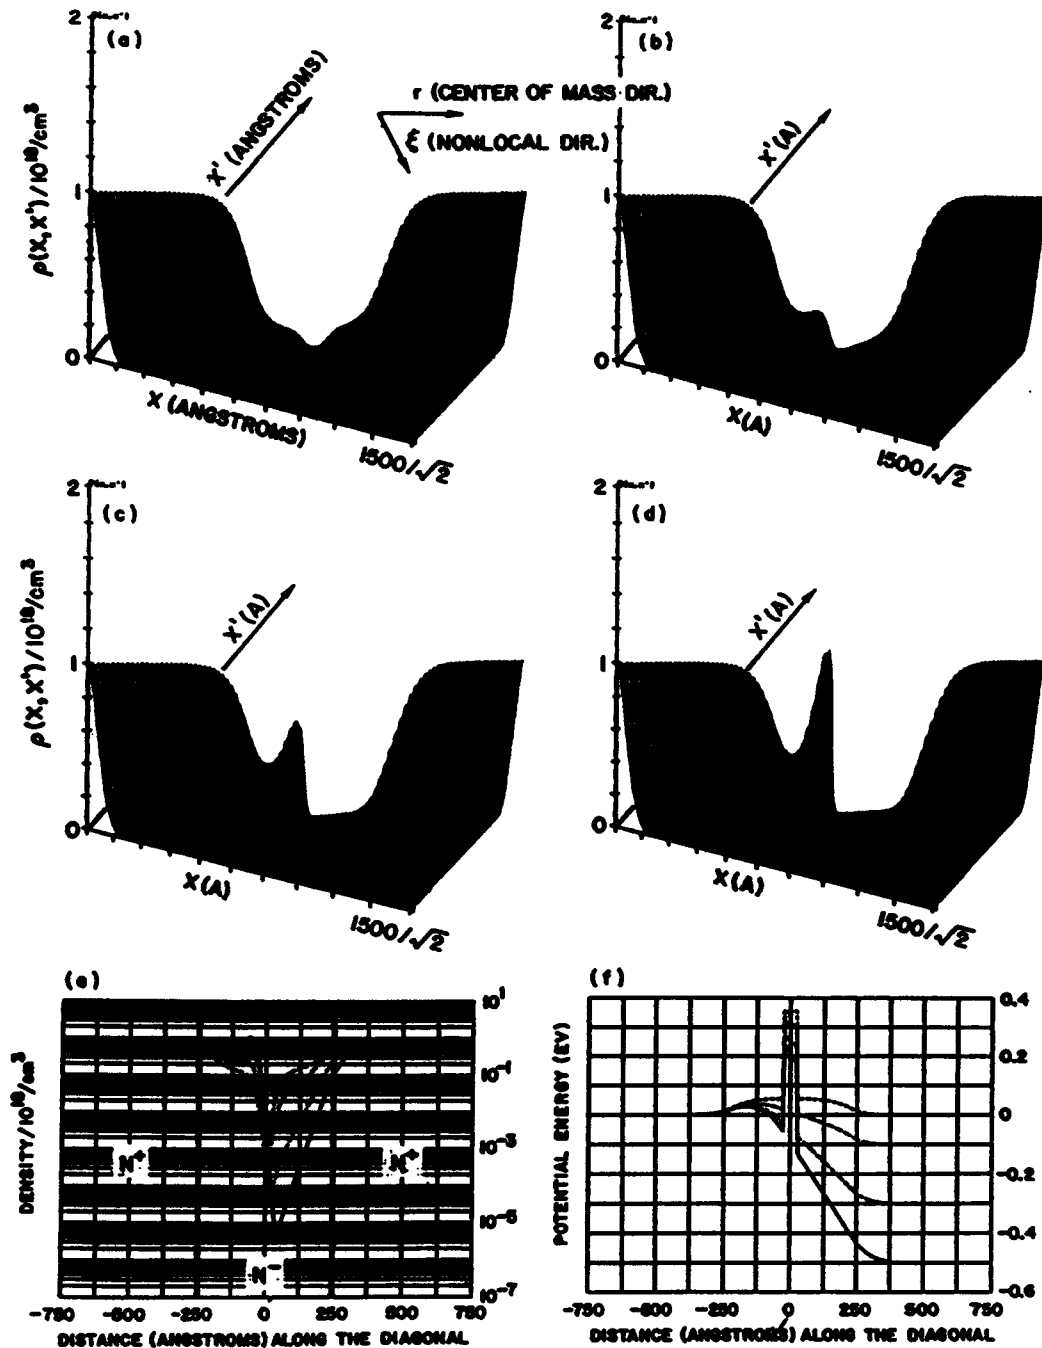 2
(a)
X' (ANGSTROMS)
r (CENTER OF MASS DIR.)
ξ (NONLOCAL DIR.)
ρ(X,X')/10¹⁸/cm³
1
0
X (ANGSTROMS)
1500/√2
2
(b)
X'(A)
1
0
X(A)
1500/√2
2
(c)
X'(A)
ρ(X,X')/10¹⁸/cm³
1
0
X(A)
1500/√2
2
(d)
X'(A)
1
0
X(A)
1500/√2
(e)
DENSITY/10¹⁸/cm³
10¹
10⁻¹
10⁻³
10⁻⁵
10⁻⁷
N⁺
N⁺
N⁻
-750 -500 -250 0 250 500 750
DISTANCE (ANGSTROMS) ALONG THE DIAGONAL
(f)
POTENTIAL ENERGY (EV)
0.4
0.2
0
-0.2
-0.4
-0.6
-750 -500 -250 0 250 500 750
DISTANCE (ANGSTROMS) ALONG THE DIAGONAL